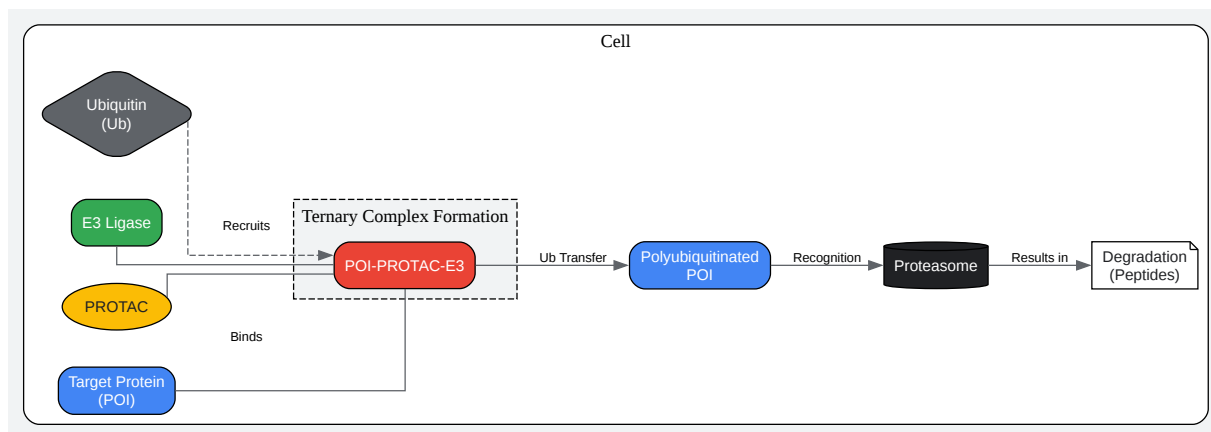 Cell
Ubiquitin
(Ub)
E3 Ligase
Recruits
Ternary Complex Formation
POI-PROTAC-E3
PROTAC
Binds
Target Protein
(POI)
Ub Transfer
Polyubiquitinated
POI
Recognition
Proteasome
Results in
Degradation
(Peptides)